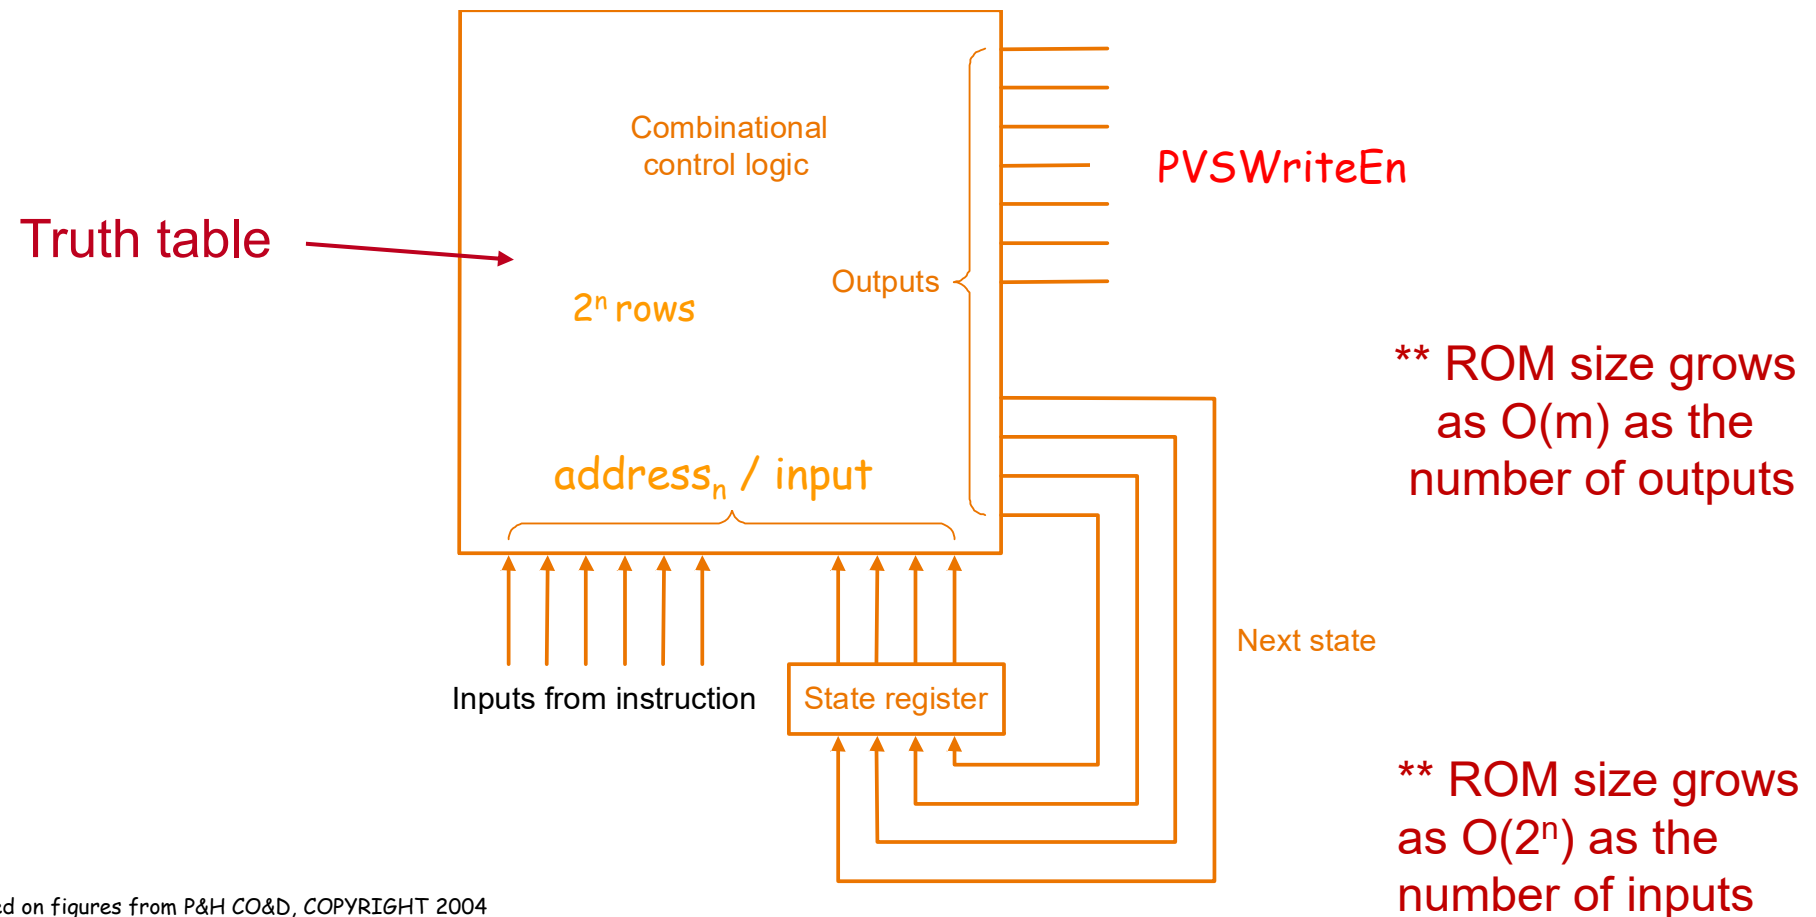 Combinational
control logic
PVSWriteEn
Truth table
Outputs
2ⁿ rows
** ROM size grows
as O(m) as the
number of outputs
addressₙ / input
Next state
Inputs from instruction
State register
** ROM size grows
as O(2ⁿ) as the
number of inputs
on figures from P&H CO&D, COPYRIGHT 2004